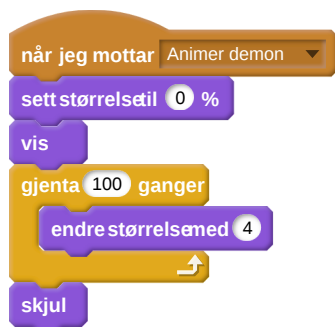 når jeg mottar Animer demon
sett størrelse til 0 %
vis
gjenta 100 ganger
endre størrelse med 4
skjul